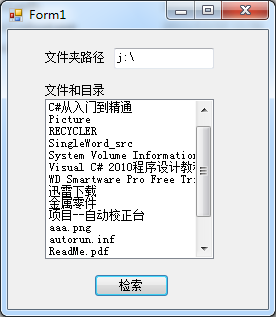 Form1
文件夹路径 j:\
文件和目录
C#从入门到精通
Picture
RECYCLER
SingleWord_src
System Volume Information
Visual C# 2010程序设计教
WD Smartware Pro Free Tri
迅雷下载
金属零件
项目--自动校正台
aaa.png
autorun.inf
ReadMe.pdf
检索